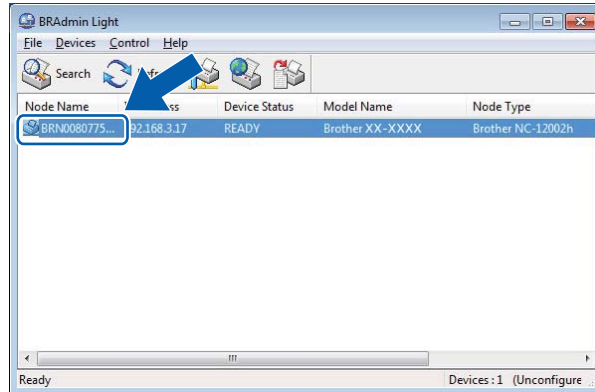 BRAdmin Light
File Devices Control Help
Search
Node Name Device Status Model Name Node Type
BRN0080775... 92.168.3.17 READY Brother XX-XXXX Brother NC-12002h
Ready Devices : 1 (Unconfigure